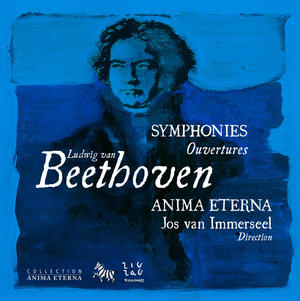 SYMPHONIES
Ouvertures
Ludwig van
Beethoven
ANIMA ETERNA
Jos van Immerseel
Direction
COLLECTION
ANIMA ETERNA
ZIG
ZAG